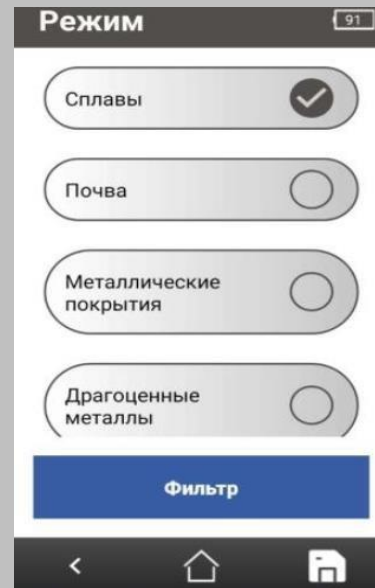 Режим
91
Сплавы
Почва
Металлические
покрытия
Драгоценные
металлы
Фильтр